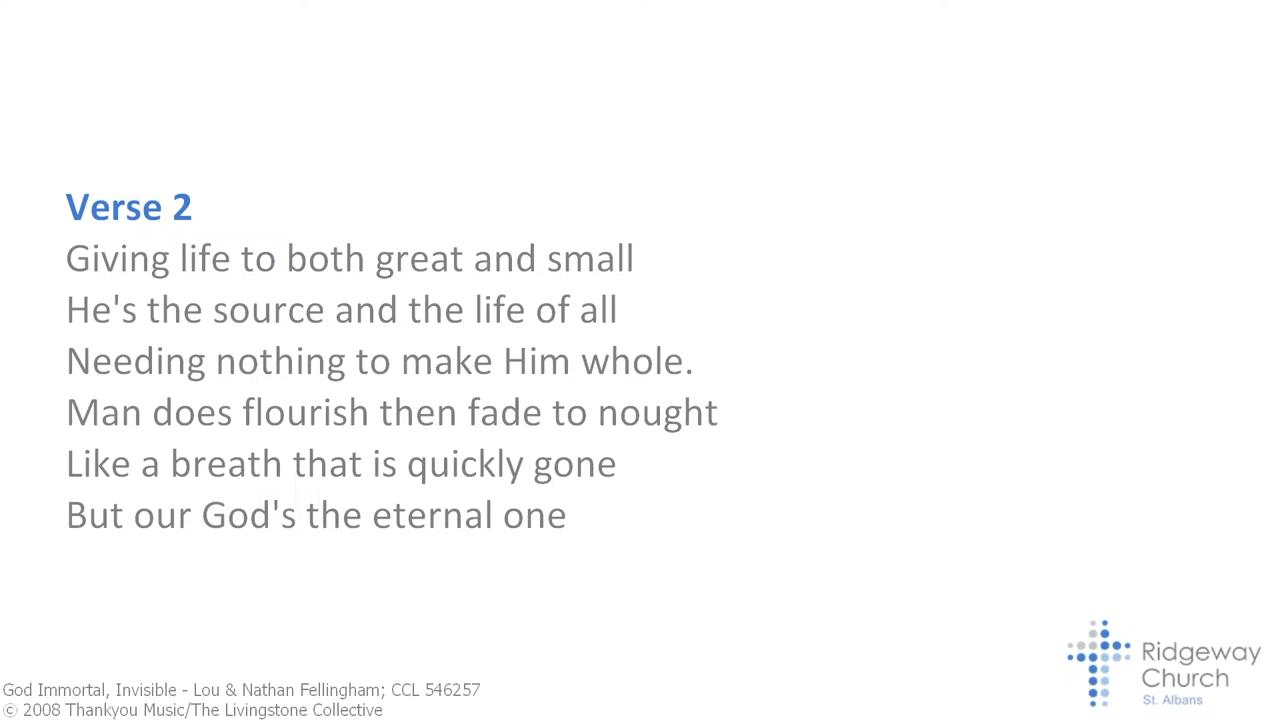 Verse 2
Giving life to both great and small
He's the source and the life of all
Needing nothing to make Him whole.
Man does flourish then fade to nought
Like a breath that is quickly gone
But our God's the eternal one
God Immortal, Invisible - Lou & Nathan Fellingham; CCL 546257
© 2008 Thankyou Music/The Livingstone Collective
Ridgeway
Church
St. Albans